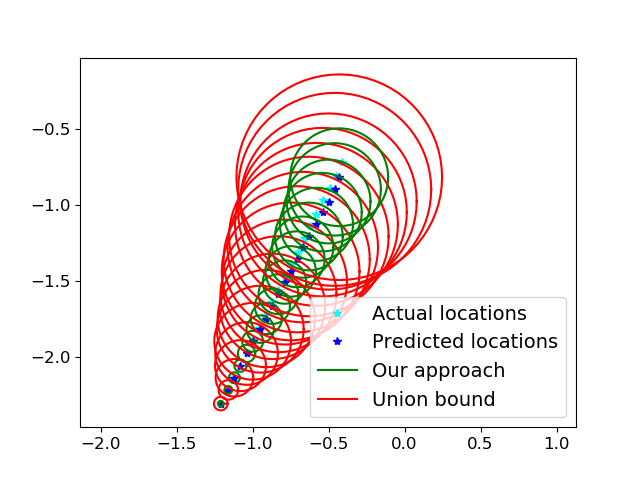 −0.5
−1.0
−1.5
−2.0
Actual locations
Predicted locations
Our approach
Union bound
−2.0 −1.5 −1.0 −0.5 0.0 0.5 1.0